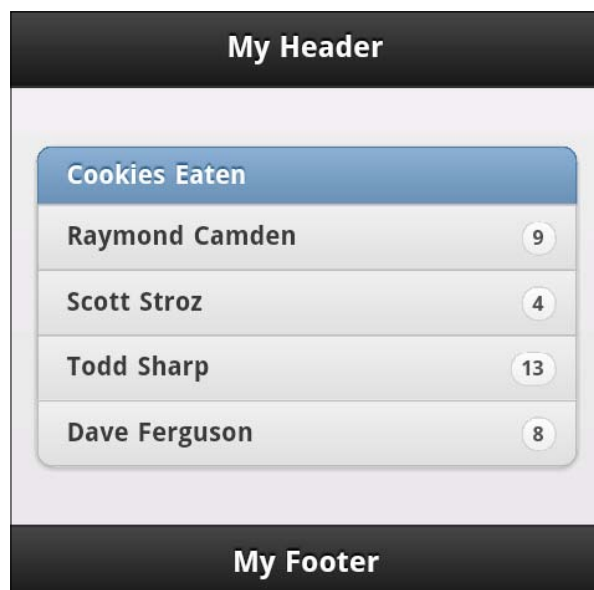 My Header
Cookies Eaten
Raymond Camden 9
Scott Stroz 4
Todd Sharp 13
Dave Ferguson 8
My Footer